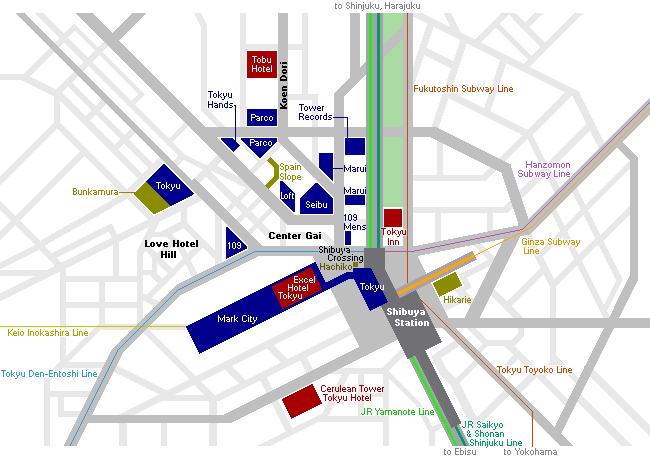 to Shinjuku, Harajuku
Tobu
Hotel
Koen Dori
Tokyu
Hands
Parco
Parco
Tower
Records
Fukutoshin Subway Line
Spain
Slope
Marui
Hanzomon
Subway Line
Bunkamura
Tokyu
Loft
Seibu
Marui
109
Mens
Tokyu
Inn
Love Hotel
Hill
109
Center Gai
Shibuya
Crossing
Hachiko
Ginza Subway
Line
Excel
Hotel
Tokyu
Tokyu
Hikarie
Mark City
Shibuya
Station
Keio Inokashira Line
Tokyu Den-Entoshi Line
Tokyu Toyoko Line
Cerulean Tower
Tokyu Hotel
JR Yamanote Line
JR Saikyo
& Shonan
Shinjuku Line
to Ebisu
to Yokohama